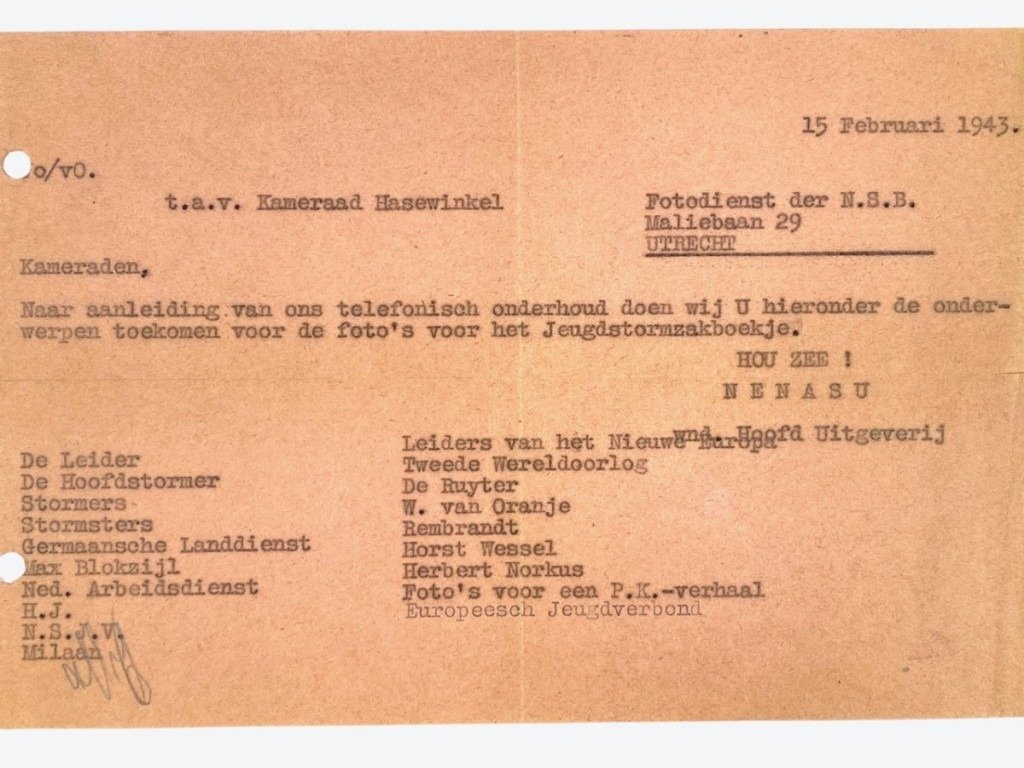 15 Februari 1943.
o/vO.
t.a.v. Kameraad Hasewinkel
Fotodienst der N.S.B.
Maliebaan 29
UTRECHT
Kameraden,
Naar aanleiding van ons telefonisch onderhoud doen wij U hieronder de onder-
werpen toekomen voor de foto's voor het Jeugdstormzakboekje.
HOU ZEE !
N E N A S U
wnd. Hoofd Uitgeverij
De Leider
De Hoofdstormer
Stormers
Stormsters
Germaansche Landdienst
Max Blokzijl
Ned. Arbeidsdienst
H.J.
N.S.J.V.
Milaan
Leiders van het Nieuwe Europa
Tweede Wereldoorlog
De Ruyter
W. van Oranje
Rembrandt
Horst Wessel
Herbert Norkus
Foto's voor een P.K.-verhaal
Europeesch Jeugdverbond